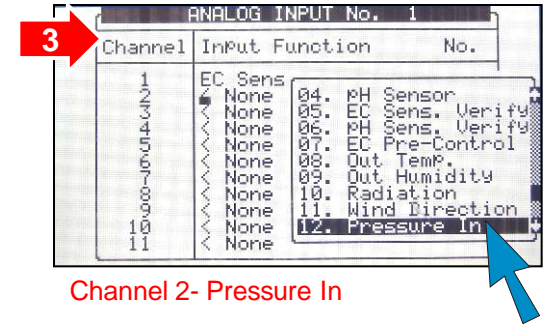 3
ANALOG INPUT No. 1
Channel Input Function No.
1 EC Sens
2 < None 04. pH Sensor
3 < None 05. EC Sens. Verify
4 < None 06. pH Sens. Verify
5 < None 07. EC Pre-Control
6 < None 08. Out Temp.
7 < None 09. Out Humidity
8 < None 10. Radiation
9 < None 11. Wind Direction
10 < None 12. Pressure In
11 < None
Channel 2- Pressure In